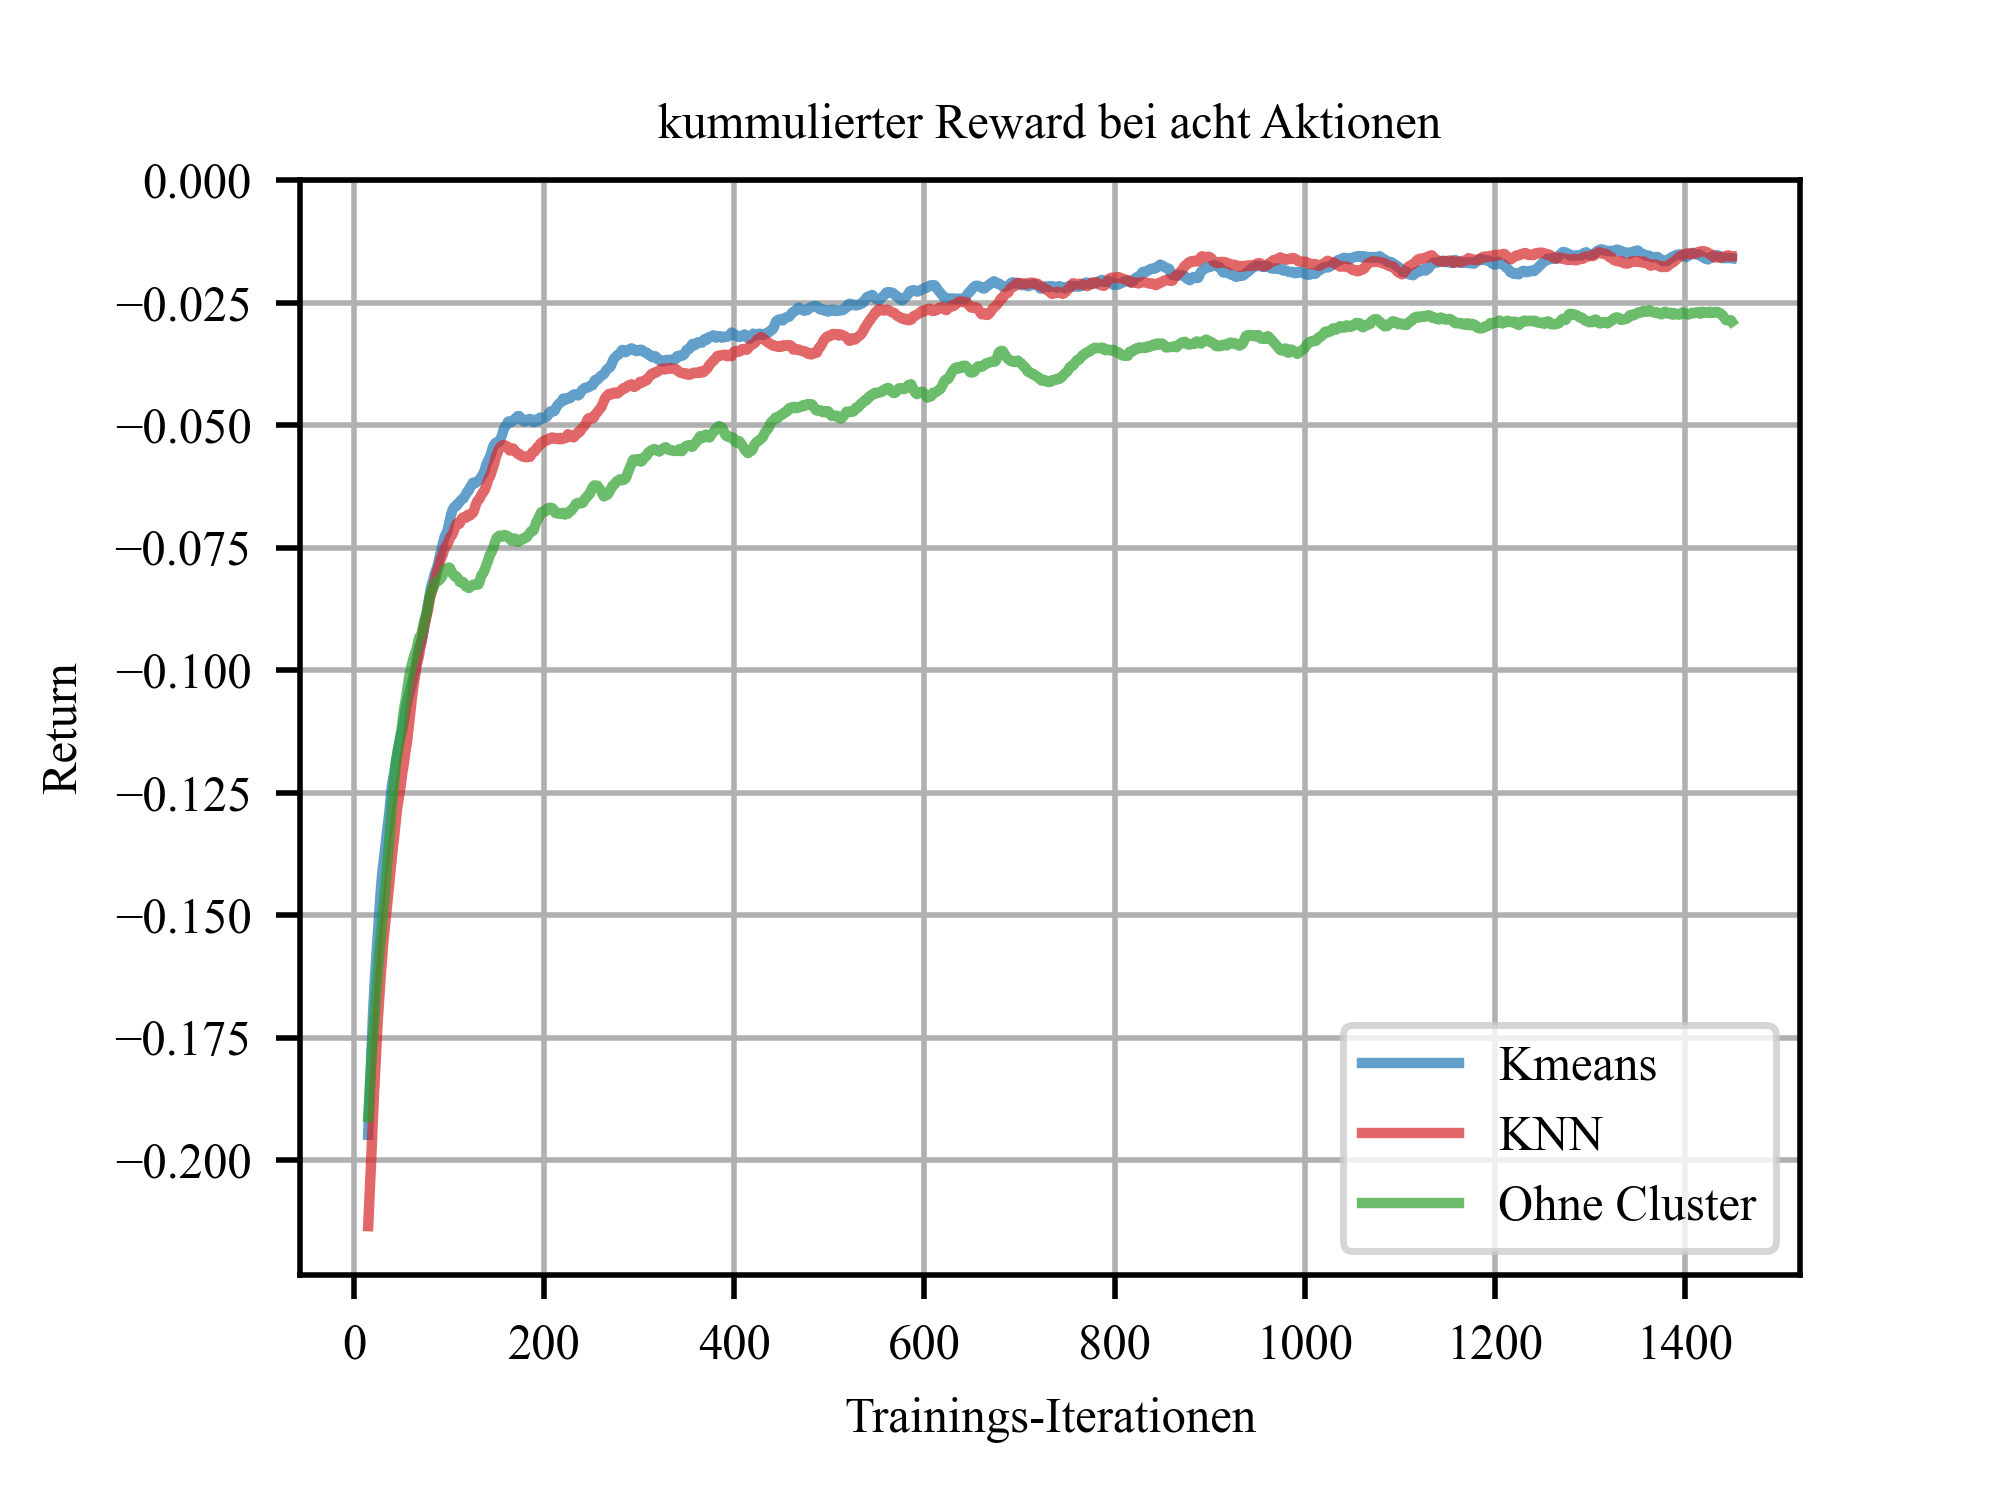 kummulierter Reward bei acht Aktionen
0.000
−0.025
−0.050
−0.075
−0.100
−0.125
−0.150
−0.175
−0.200
Return
Kmeans
KNN
Ohne Cluster
0 200 400 600 800 1000 1200 1400
Trainings-Iterationen